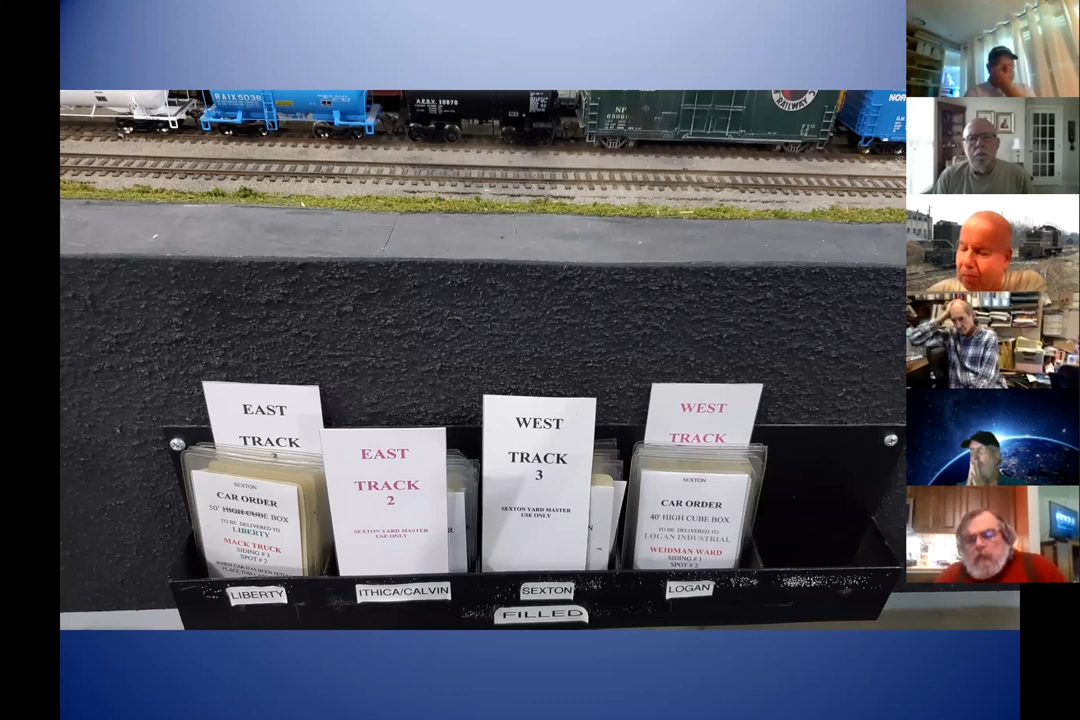 RAIX 5038
RAILWAY
NP
NOR
EAST
TRACK
SEXTON
CAR ORDER
50' HIGH CUBE BOX
TO BE DELIVERED TO
LIBERTY
MACK TRUCK
SIDING # 3
SPOT # 2
EAST
TRACK
2
SEXTON YARD MASTER
USE ONLY
WEST
TRACK
3
SEXTON YARD MASTER
USE ONLY
WEST
TRACK
SEXTON
CAR ORDER
40' HIGH CUBE BOX
TO BE DELIVERED TO
LOGAN INDUSTRIAL
WEIDMAN WARD
SIDING # 1
SPOT # 2
LIBERTY
ITHICA/CALVIN
SEXTON
LOGAN
FILLED